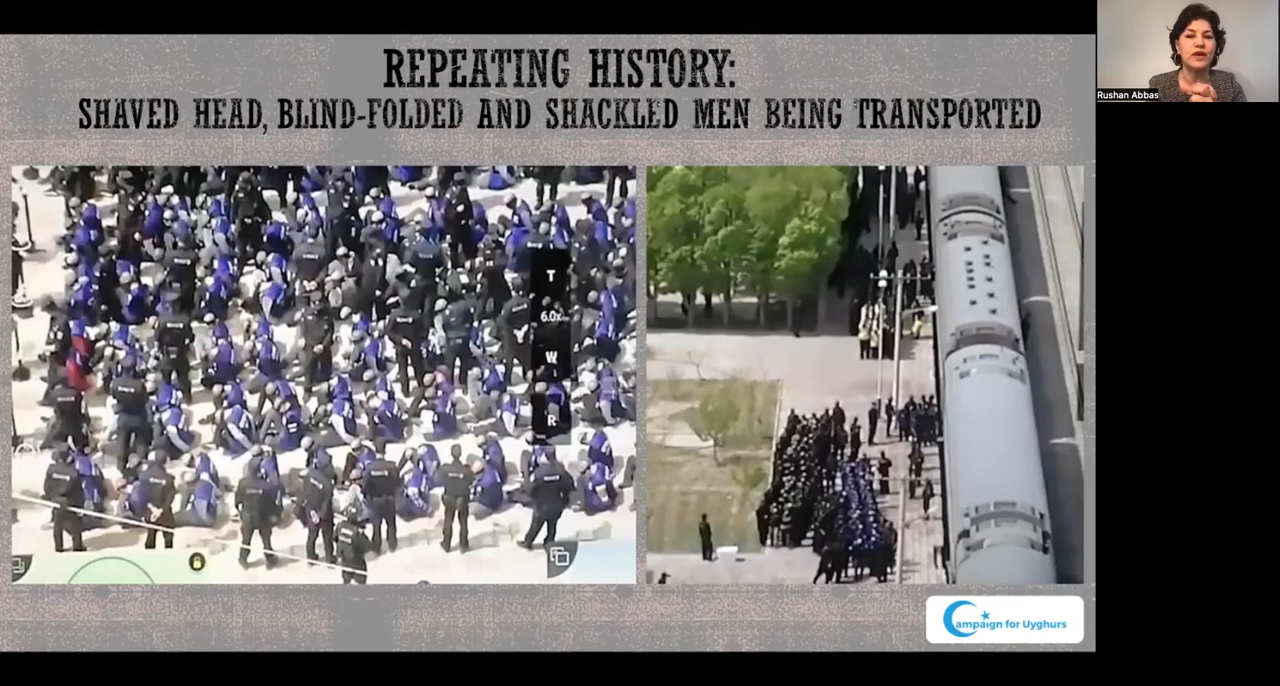 REPEATING HISTORY:
SHAVED HEAD, BLIND-FOLDED AND SHACKLED MEN BEING TRANSPORTED
Rushan Abbas
T
6.0x
W
R
Campaign for Uyghurs